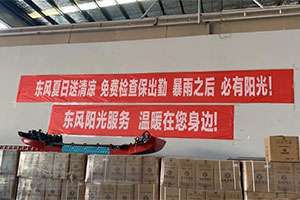 东风夏日送清凉 免费检查保出勤 暴雨之后 必有阳光!
东风阳光服务 温暖在您身边!